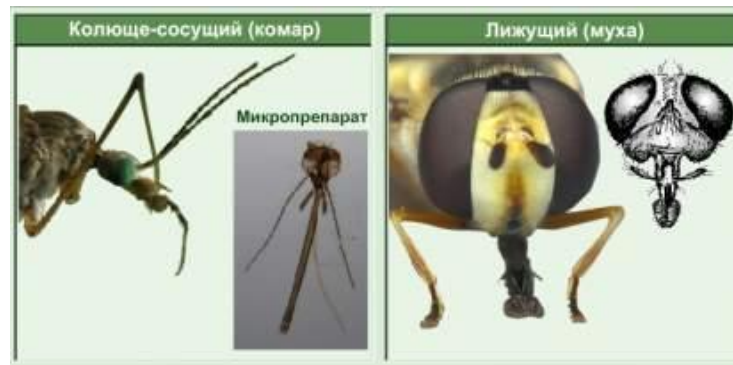 Колюще-сосущий (комар)
Микропрепарат
Лижущий (муха)